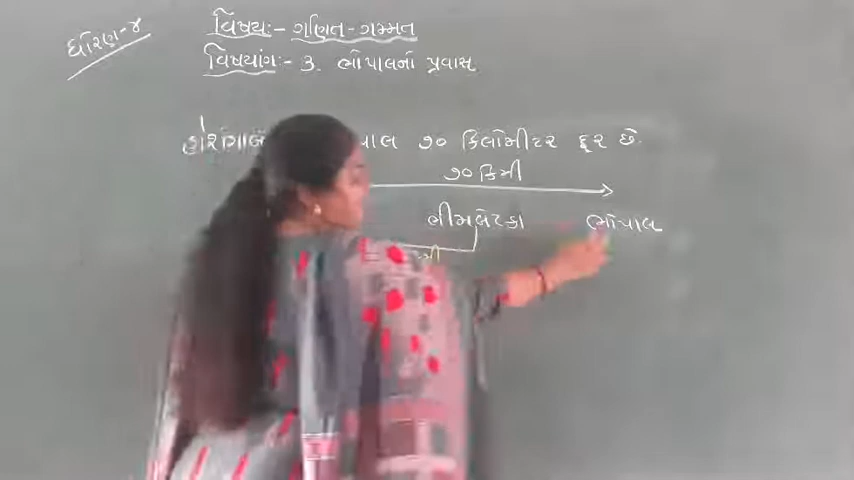 ધોરણ-૪
વિષય:- ગણિત-ગમ્મત
વિષયાંગ:- ૩. ભોપાલનો પ્રવાસ
૭૦ કિલોમીટર દૂર છે.
૭૦ કિમી
ભીમબેટકા ભોપાલ